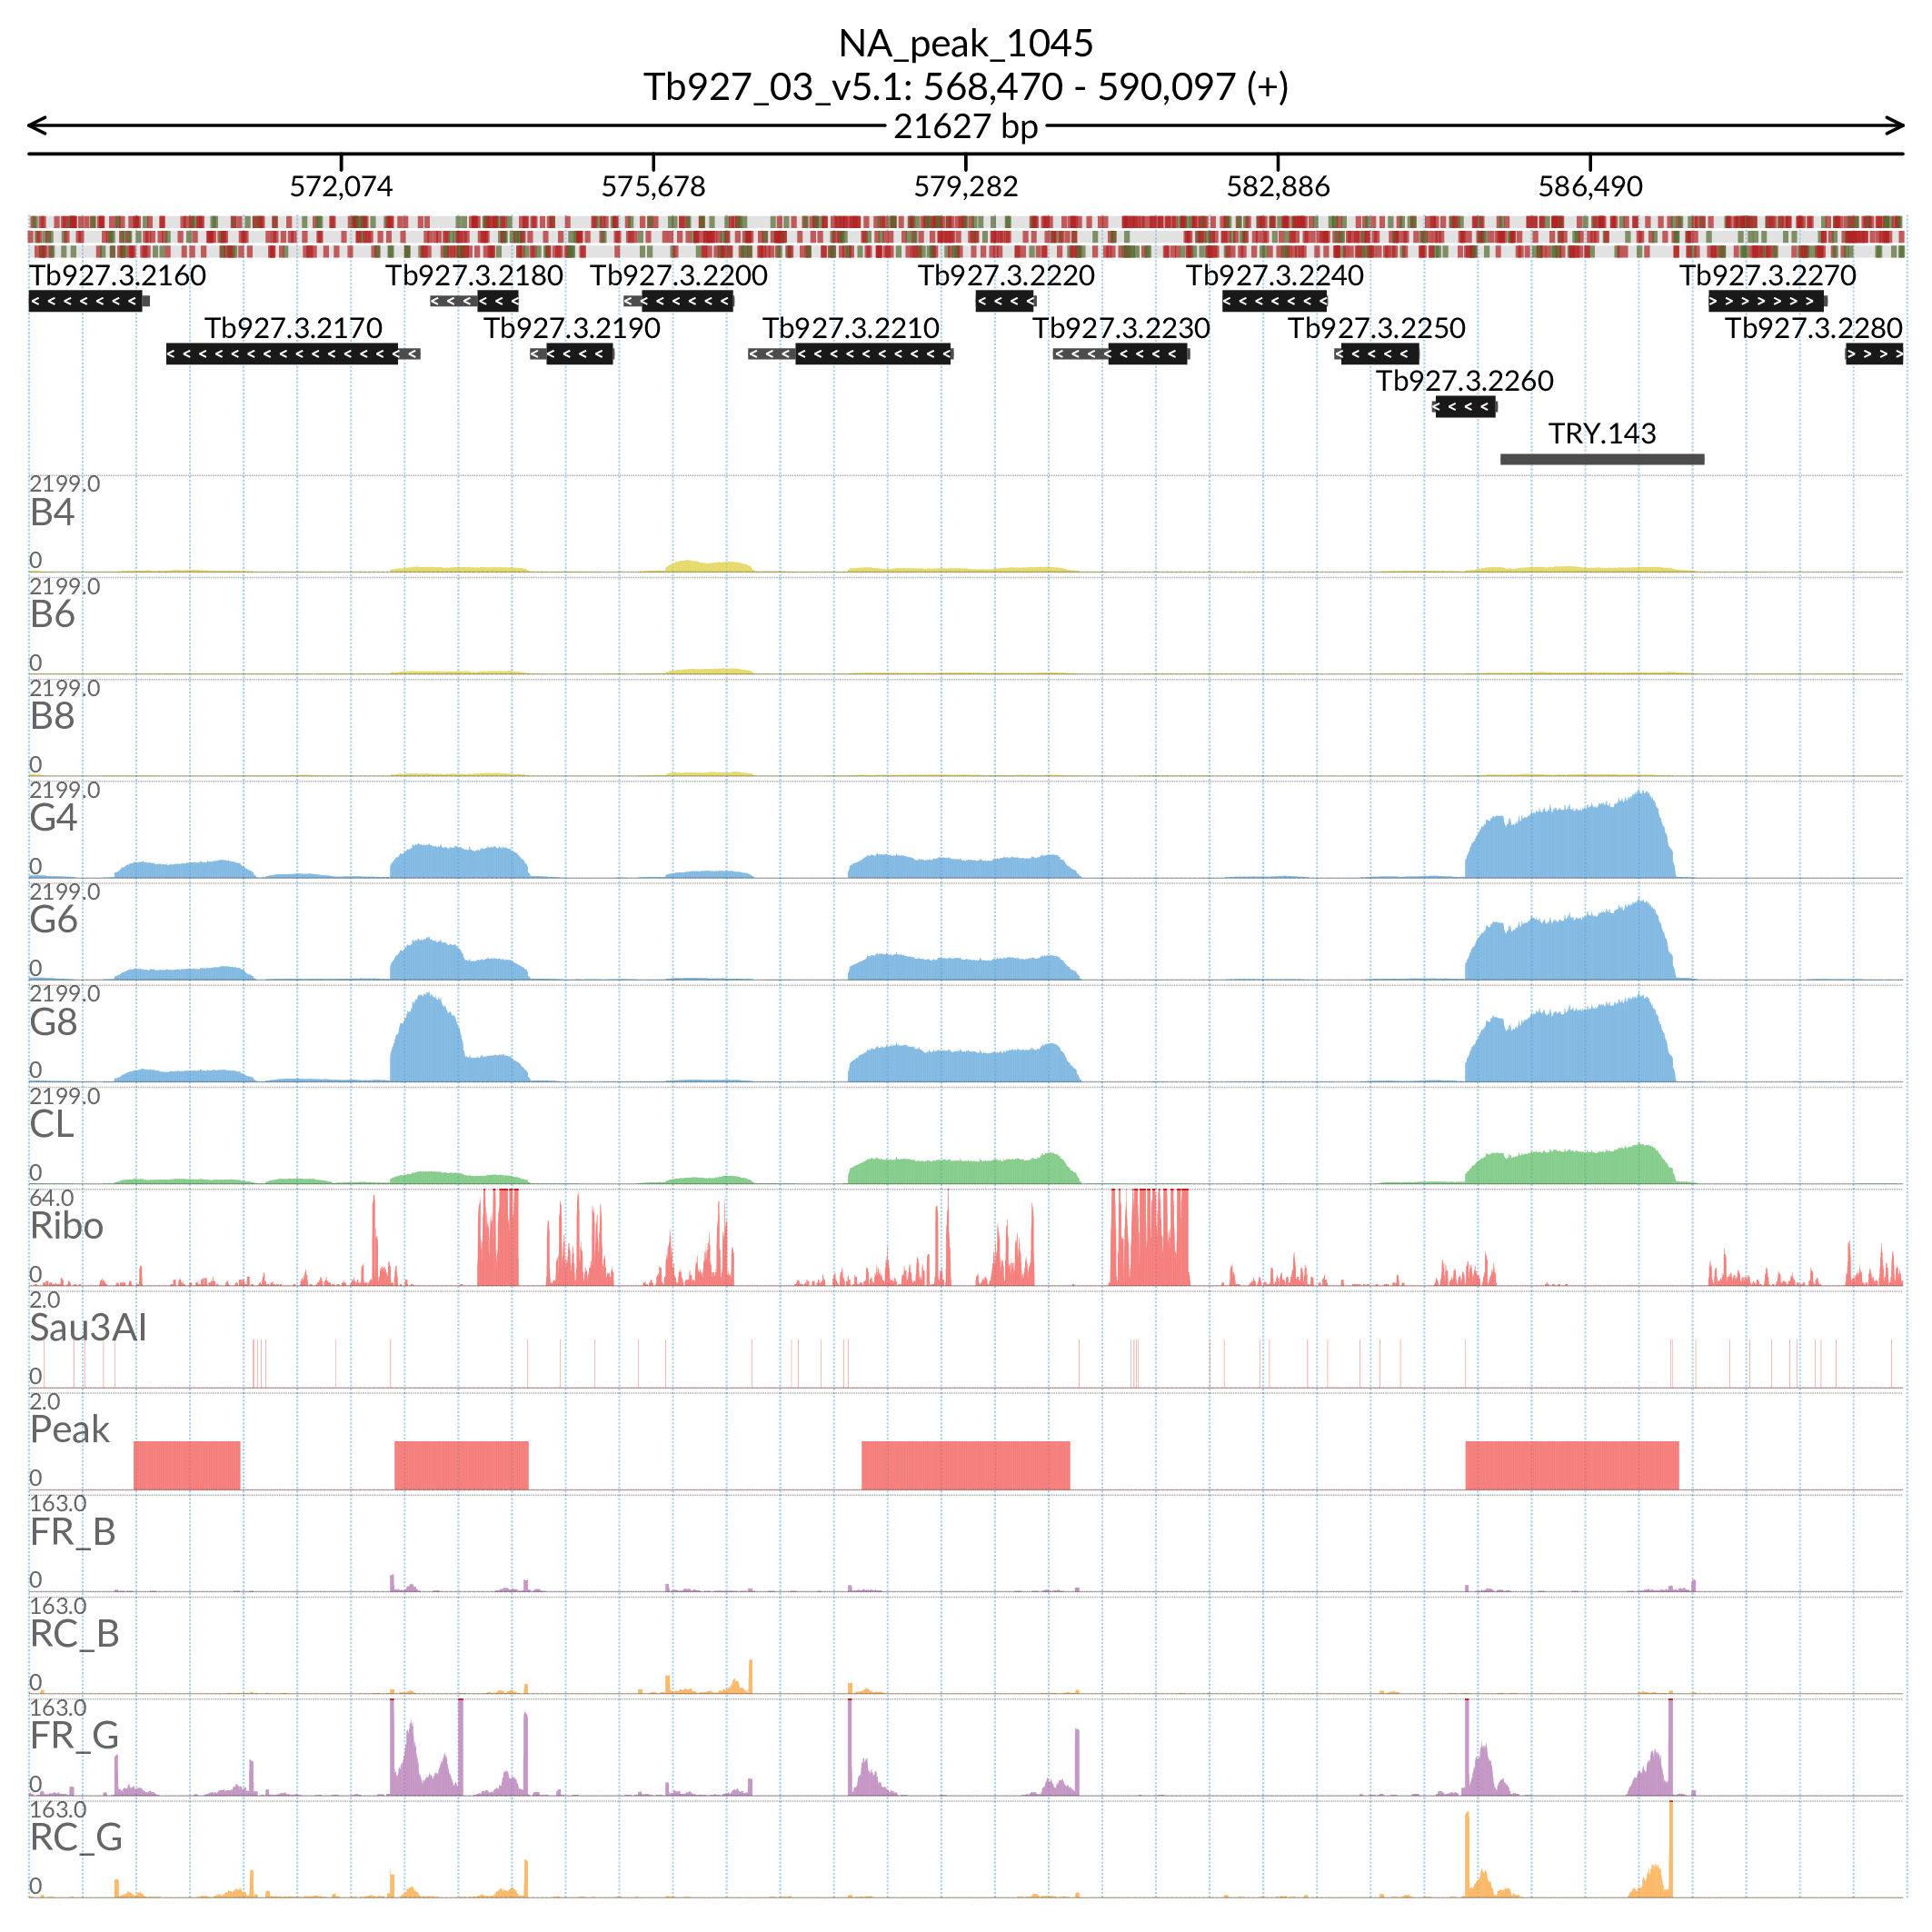 NA_peak_1045
Tb927_03_v5.1: 568,470 - 590,097 (+)
21627 bp
572,074 575,678 579,282 582,886 586,490
Tb927.3.2160 Tb927.3.2180 Tb927.3.2200 Tb927.3.2220 Tb927.3.2240 Tb927.3.2270
Tb927.3.2170 Tb927.3.2190 Tb927.3.2210 Tb927.3.2230 Tb927.3.2250 Tb927.3.2280
Tb927.3.2260
TRY.143
2199.0
B4
0
2199.0
B6
0
2199.0
B8
0
2199.0
G4
0
2199.0
G6
0
2199.0
G8
0
2199.0
CL
0
64.0
Ribo
0
2.0
Sau3AI
0
2.0
Peak
0
163.0
FR_B
0
163.0
RC_B
0
163.0
FR_G
0
163.0
RC_G
0